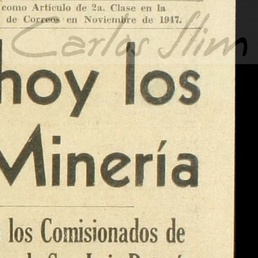 como Artículo de 2a. Clase en la
de Correos en Noviembre de 1947.
Carlos Slim
hoy los
Minería
los Comisionados de